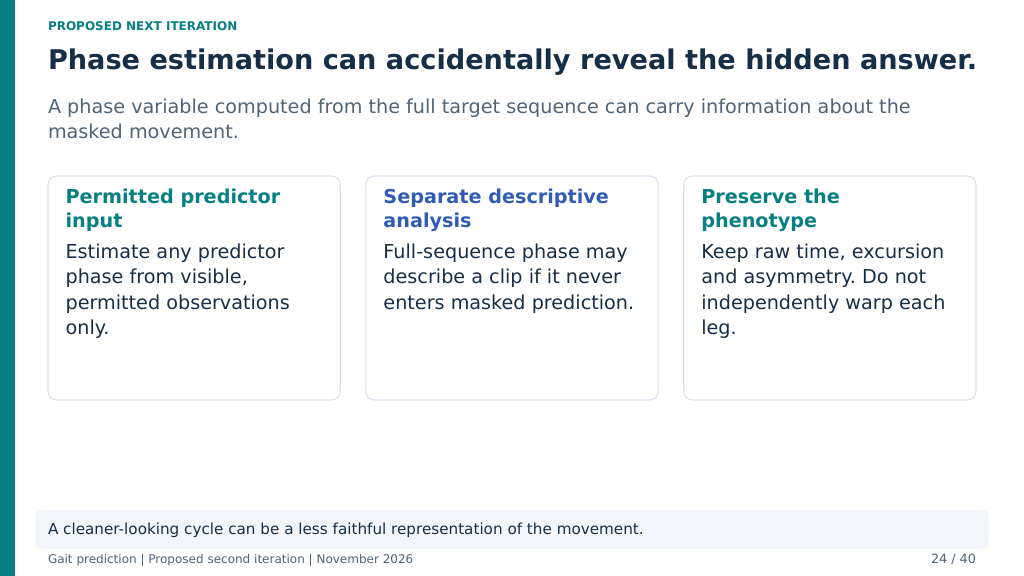 PROPOSED NEXT ITERATION
Phase estimation can accidentally reveal the hidden answer.
A phase variable computed from the full target sequence can carry information about the
masked movement.
Permitted predictor
input
Estimate any predictor
phase from visible,
permitted observations
only.
Separate descriptive
analysis
Full-sequence phase may
describe a clip if it never
enters masked prediction.
Preserve the
phenotype
Keep raw time, excursion
and asymmetry. Do not
independently warp each
leg.
A cleaner-looking cycle can be a less faithful representation of the movement.
Gait prediction | Proposed second iteration | November 2026
24 / 40